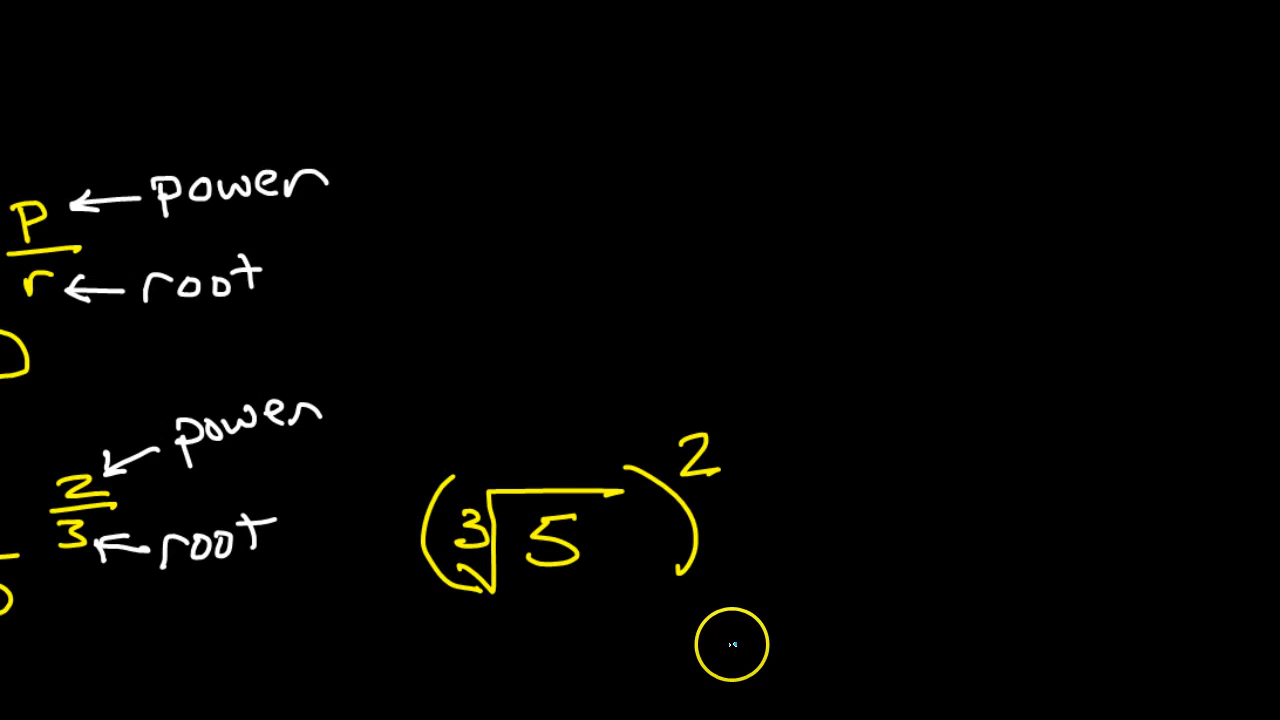 p ← power
r ← root
2 ← power
3 ← root
(∛5)²